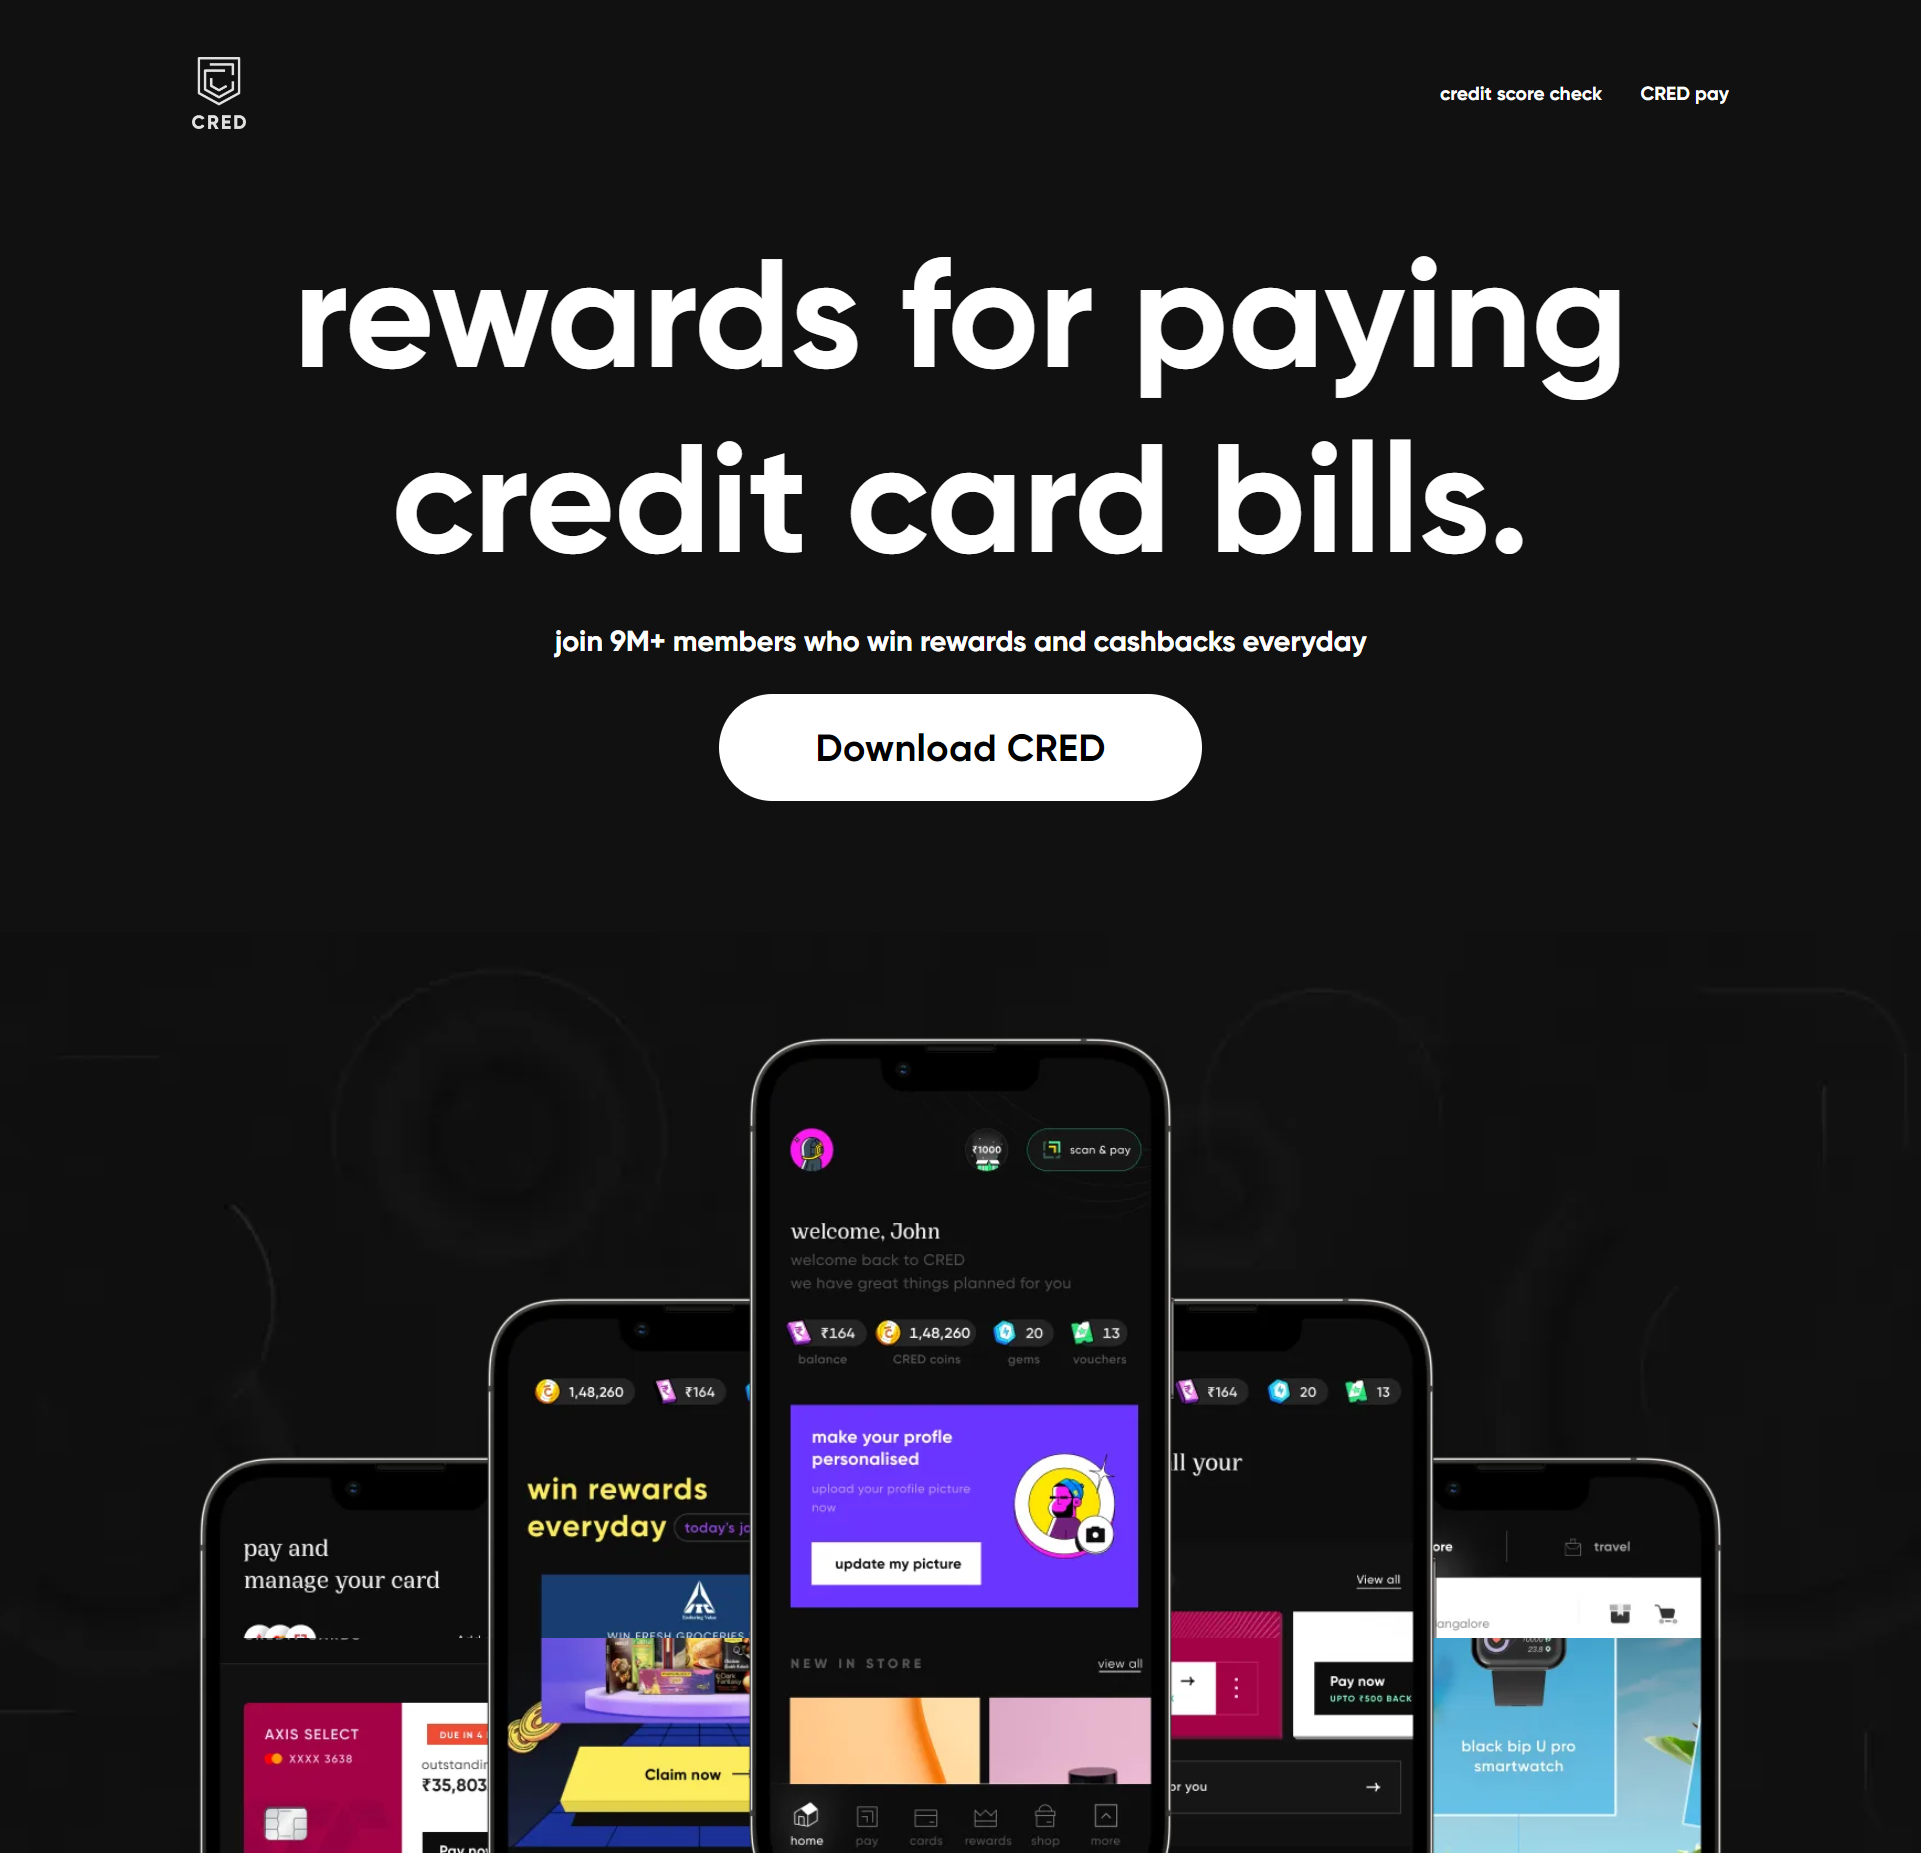 CRED
credit score check
CRED pay
rewards for paying
credit card bills.
join 9M+ members who win rewards and cashbacks everyday
Download CRED
₹1000
scan & pay
welcome, John
welcome back to CRED
we have great things planned for you
₹164
1,48,260
20
13
balance
CRED coins
gems
vouchers
make your profle
personalised
upload your profile picture
now
update my picture
NEW IN STORE
view all
home
pay
cards
rewards
shop
more
1,48,260
₹164
win rewards
everyday
today's
WIN FRESH GROCERIES
Claim now
pay and
manage your card
AXIS SELECT
XXXX 3638
DUE IN 4
₹35,803
Pay
₹164
20
13
your
View all
Pay now
UPTO ₹500 BACK
you
travel
black bip U pro
smartwatch